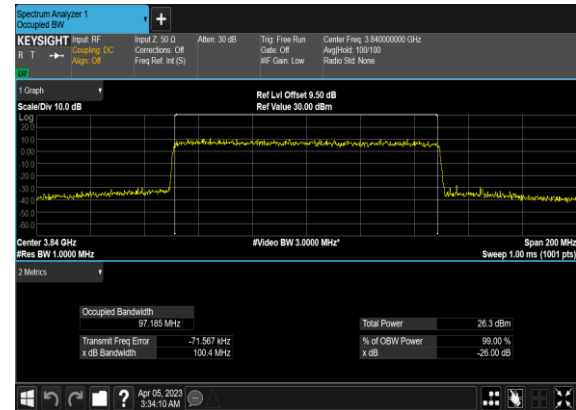 Spectrum Analyzer 1
Occupied BW
+
KEYSIGHT Input: RF Input Z: 50 Ω Atten: 30 dB Trig: Free Run Center Freq: 3.840000000 GHz
R T Coupling: DC Corrections: Off Gate: Off Avg|Hold: 100/100
Align: Off Freq Ref: Int (S) #IF Gain: Low Radio Std: None
1 Graph
Ref Lvl Offset 9.50 dB
Scale/Div 10.0 dB Ref Value 30.00 dBm
Log
20.0
10.0
0.00
-10.0
-20.0
-30.0
-40.0
-50.0
-60.0
Center 3.84 GHz #Video BW 3.0000 MHz* Span 200 MHz
#Res BW 1.0000 MHz Sweep 1.00 ms (1001 pts)
2 Metrics
Occupied Bandwidth
97.185 MHz Total Power 26.3 dBm
Transmit Freq Error -71.567 kHz % of OBW Power 99.00 %
x dB Bandwidth 100.4 MHz x dB -26.00 dB
? Apr 05, 2023
3:34:10 AM